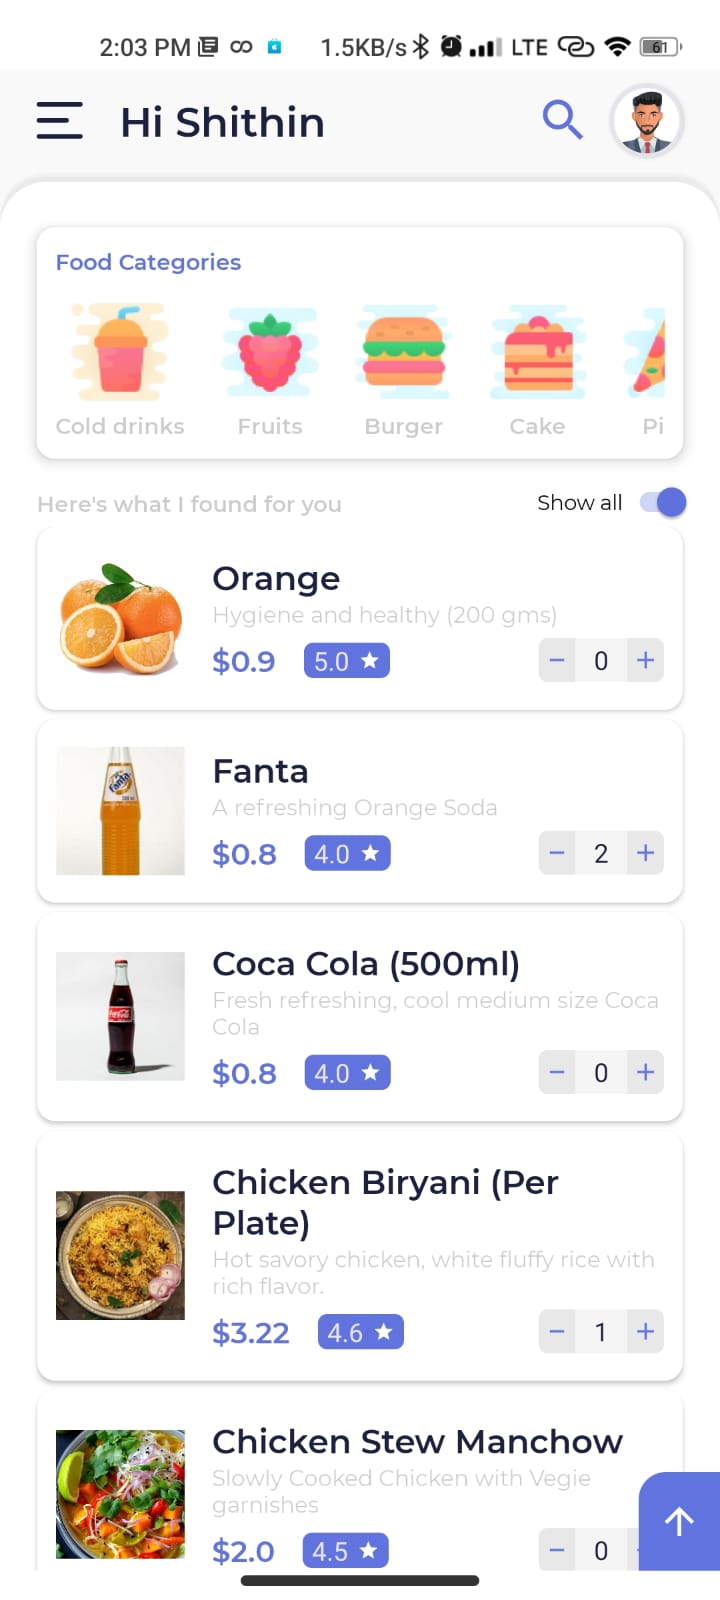 2:03 PM 1.5KB/s LTE 61
Hi Shithin
Food Categories
Cold drinks Fruits Burger Cake Pi
Here's what I found for you Show all
Orange
Hygiene and healthy (200 gms)
$0.9 5.0 ★ − 0 +
Fanta
Fanta
A refreshing Orange Soda
$0.8 4.0 ★ − 2 +
Coca Cola (500ml)
Fresh refreshing, cool medium size Coca
Cola
Coca-Cola
$0.8 4.0 ★ − 0 +
Chicken Biryani (Per
Plate)
Hot savory chicken, white fluffy rice with
rich flavor.
$3.22 4.6 ★ − 1 +
Chicken Stew Manchow
Slowly Cooked Chicken with Vegie
garnishes
$2.0 4.5 ★ − 0